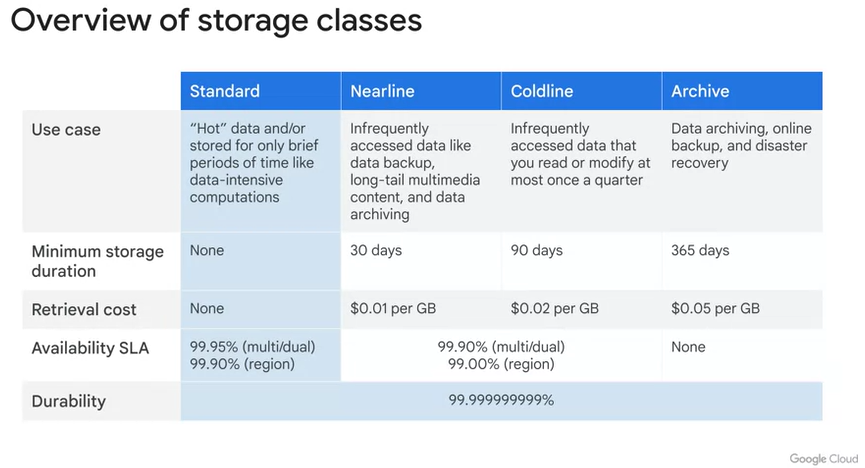 Overview of storage classes
Standard Nearline Coldline Archive
Use case
“Hot” data and/or
stored for only brief
periods of time like
data-intensive
computations
Infrequently
accessed data like
data backup,
long-tail multimedia
content, and data
archiving
Infrequently
accessed data that
you read or modify at
most once a quarter
Data archiving, online
backup, and disaster
recovery
Minimum storage
duration
None
30 days
90 days
365 days
Retrieval cost
None
$0.01 per GB
$0.02 per GB
$0.05 per GB
Availability SLA
99.95% (multi/dual)
99.90% (region)
99.90% (multi/dual)
99.00% (region)
None
Durability
99.999999999%
Google Cloud